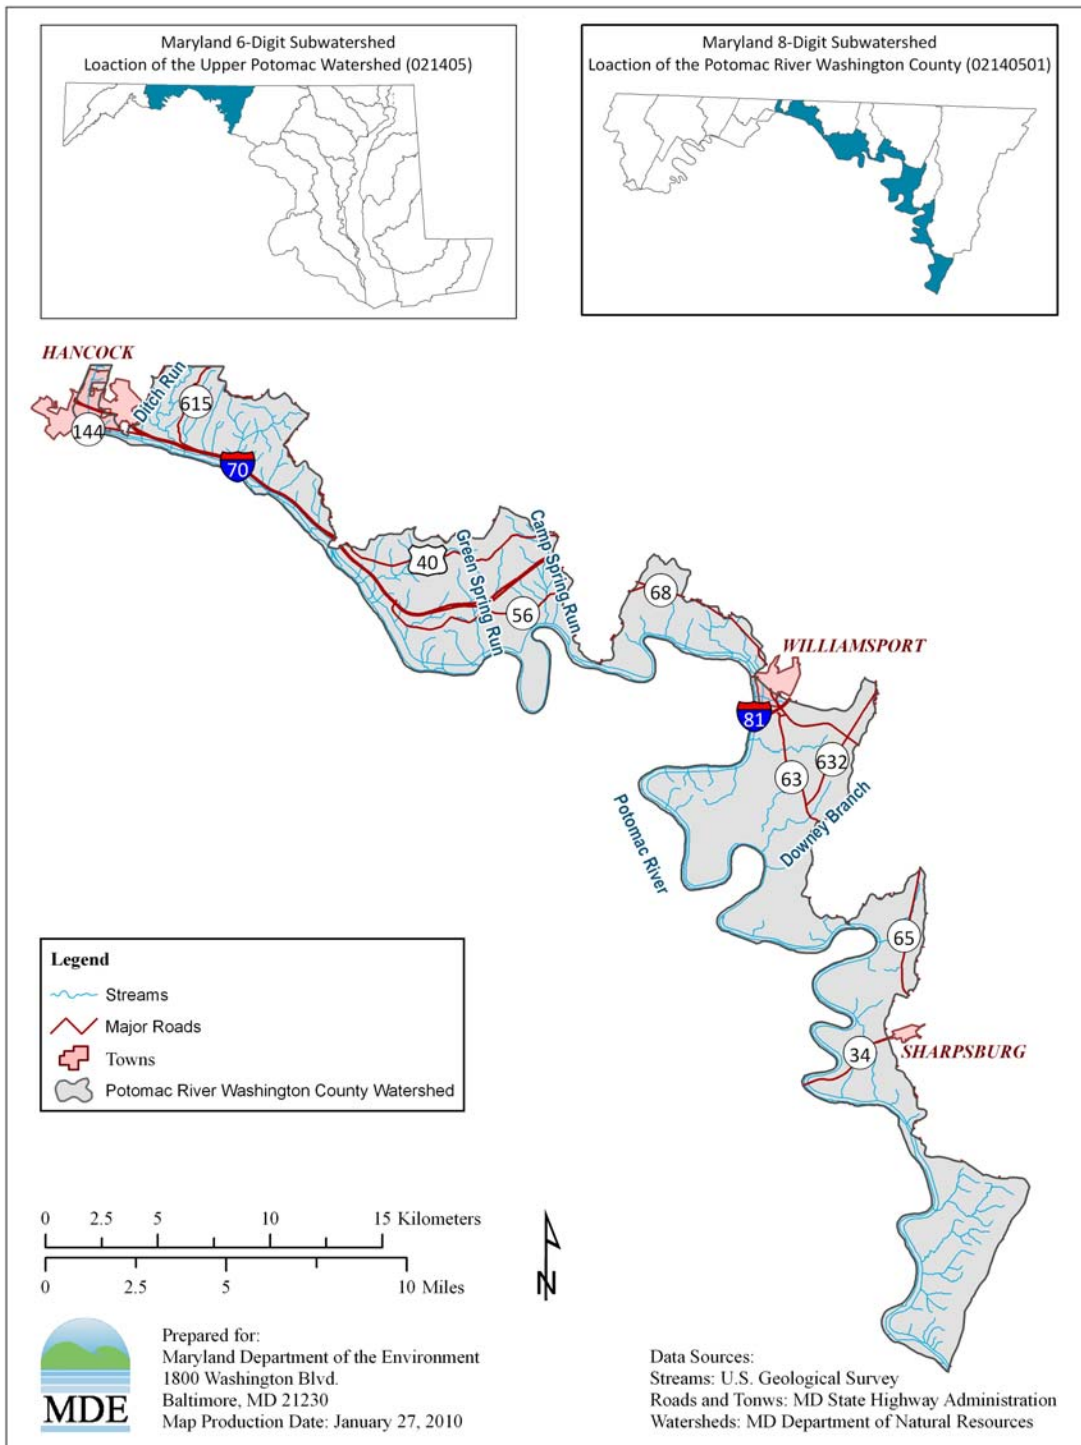 Maryland 6-Digit Subwatershed
Loaction of the Upper Potomac Watershed (021405)
Maryland 8-Digit Subwatershed
Loaction of the Potomac River Washington County (02140501)
HANCOCK
Ditch Run
615
144
70
40
Green Spring Run
Camp Spring Run
56
68
WILLIAMSPORT
81
63
632
Potomac River
Downey Branch
65
34
SHARPSBURG
Legend
Streams
Major Roads
Towns
Potomac River Washington County Watershed
0 2.5 5 10 15 Kilometers
0 2.5 5 10 Miles
N
MDE
Prepared for:
Maryland Department of the Environment
1800 Washington Blvd.
Baltimore, MD 21230
Map Production Date: January 27, 2010
Data Sources:
Streams: U.S. Geological Survey
Roads and Tonws: MD State Highway Administration
Watersheds: MD Department of Natural Resources